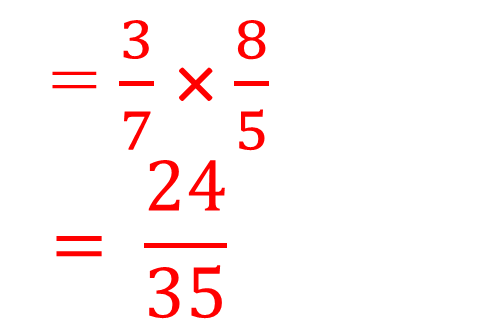 = 3/7 × 8/5
= 24/35